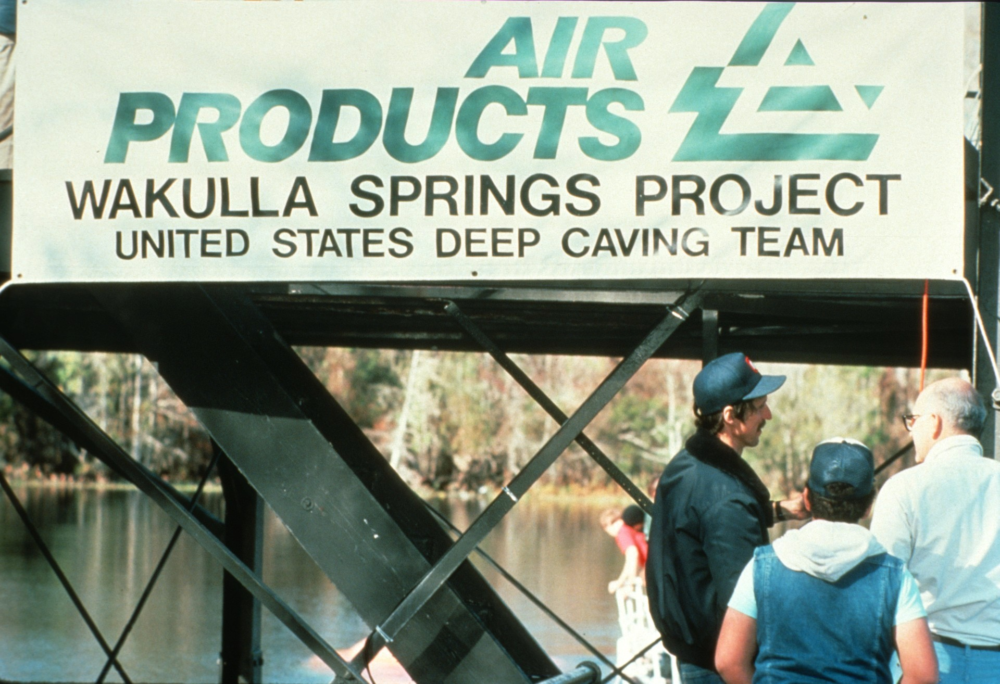 AIR
PRODUCTS
WAKULLA SPRINGS PROJECT
UNITED STATES DEEP CAVING TEAM